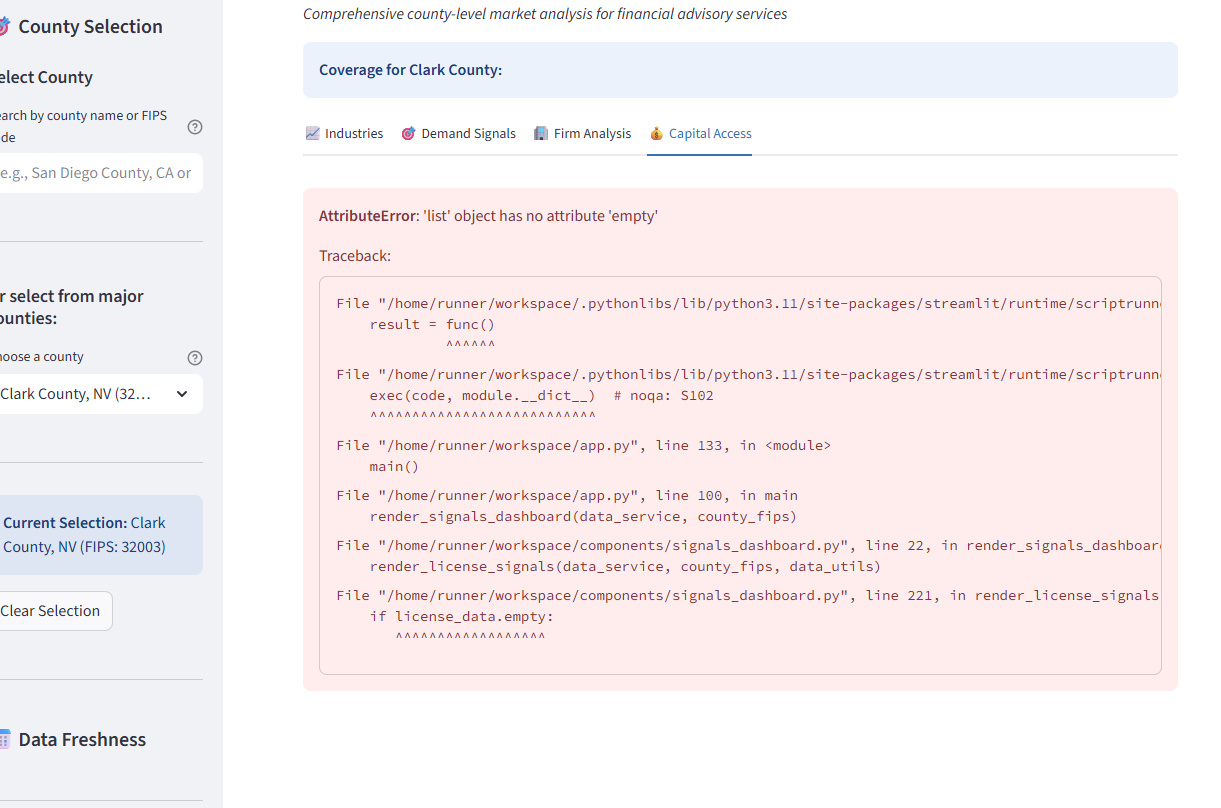 County Selection
elect County
earch by county name or FIPS
de
e.g., San Diego County, CA or
r select from major
ounties:
hoose a county
Clark County, NV (32...
Current Selection: Clark
County, NV (FIPS: 32003)
Clear Selection
Data Freshness
Comprehensive county-level market analysis for financial advisory services
Coverage for Clark County:
Industries Demand Signals Firm Analysis Capital Access
AttributeError: 'list' object has no attribute 'empty'
Traceback:
File "/home/runner/workspace/.pythonlibs/lib/python3.11/site-packages/streamlit/runtime/scriptrunn
result = func()
^^^^^^
File "/home/runner/workspace/.pythonlibs/lib/python3.11/site-packages/streamlit/runtime/scriptrunn
exec(code, module.__dict__)  # noqa: S102
^^^^^^^^^^^^^^^^^^^^^^^^^^^
File "/home/runner/workspace/app.py", line 133, in <module>
main()
File "/home/runner/workspace/app.py", line 100, in main
render_signals_dashboard(data_service, county_fips)
File "/home/runner/workspace/components/signals_dashboard.py", line 22, in render_signals_dashboar
render_license_signals(data_service, county_fips, data_utils)
File "/home/runner/workspace/components/signals_dashboard.py", line 221, in render_license_signals
if license_data.empty:
^^^^^^^^^^^^^^^^^^